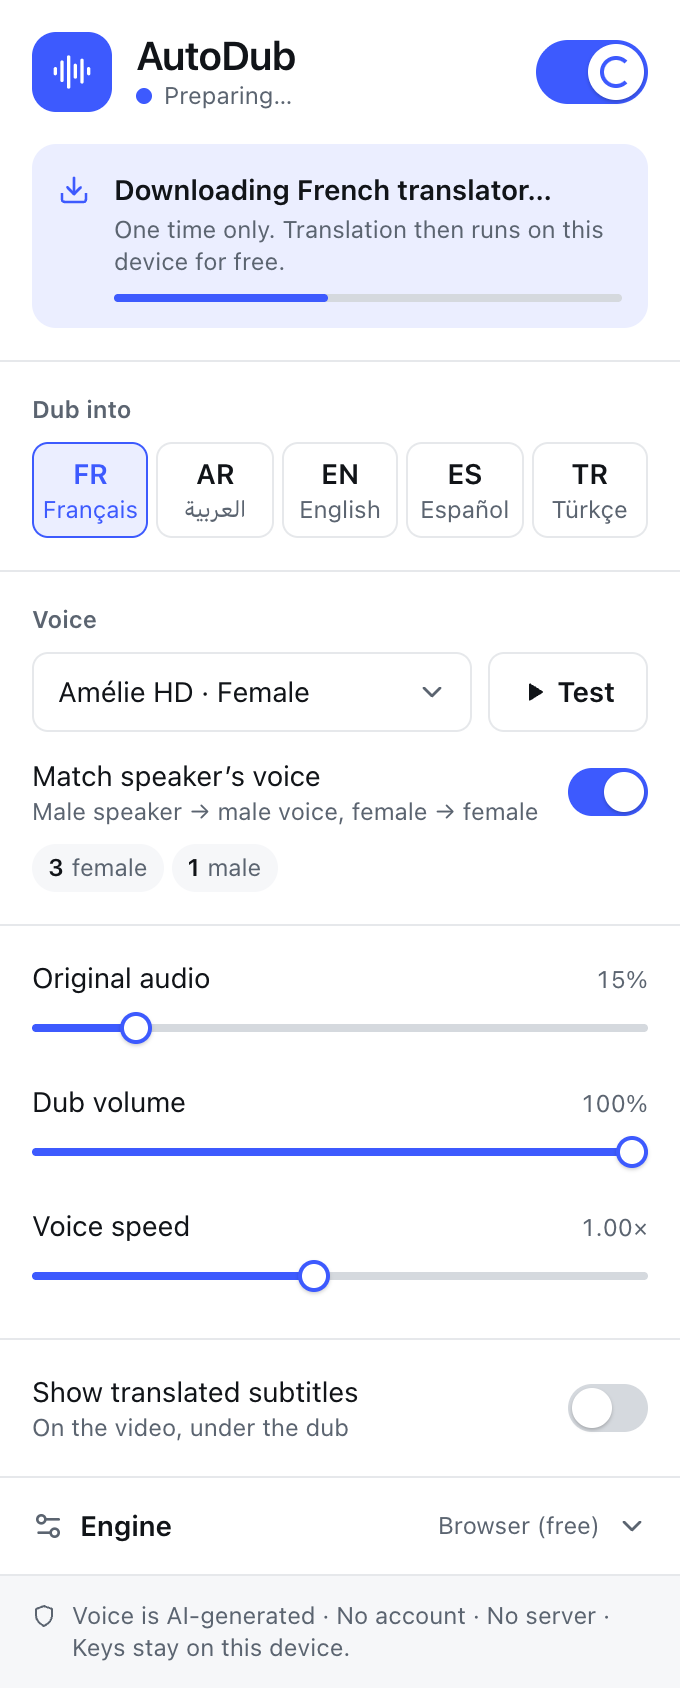 AutoDub
Preparing...
Downloading French translator...
One time only. Translation then runs on this
device for free.
Dub into
FR
Français
AR
العربية
EN
English
ES
Español
TR
Türkçe
Voice
Amélie HD · Female
Test
Match speaker’s voice
Male speaker → male voice, female → female
3 female
1 male
Original audio
15%
Dub volume
100%
Voice speed
1.00×
Show translated subtitles
On the video, under the dub
Engine
Browser (free)
Voice is AI-generated · No account · No server ·
Keys stay on this device.